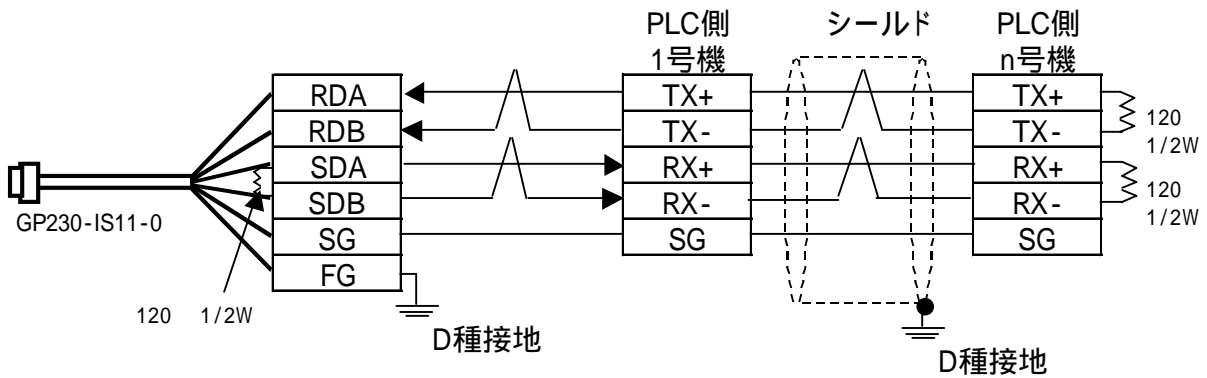 PLC側
1号機
シールド
PLC側
n号機
RDA
RDB
SDA
SDB
SG
FG
TX+
TX-
RX+
RX-
SG
TX+
TX-
RX+
RX-
SG
120
1/2W
120
1/2W
GP230-IS11-0
120 1/2W
D種接地
D種接地